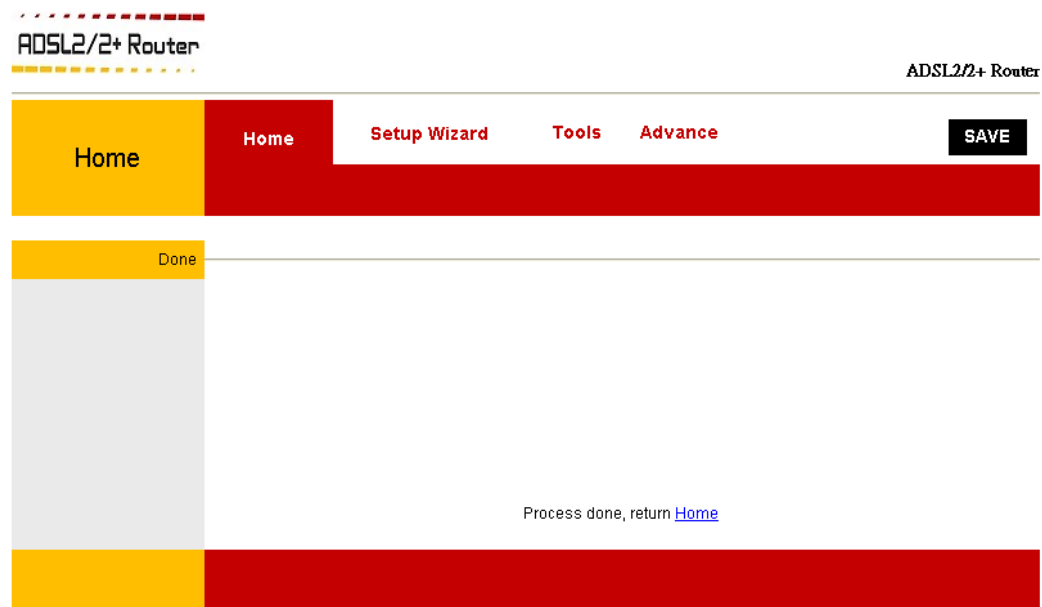 ADSL2/2+ Router
ADSL2/2+ Router
Home
Home
Setup Wizard
Tools
Advance
SAVE
Done
Process done, return Home